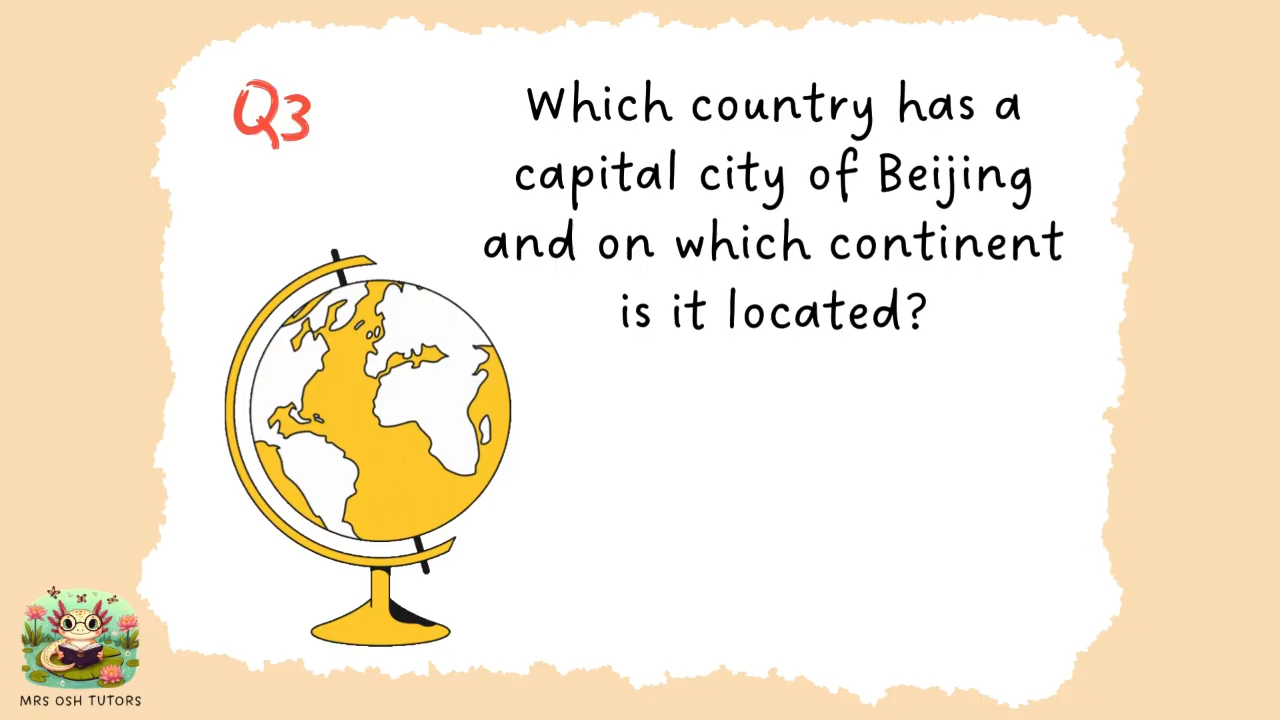 Q3
Which country has a
capital city of Beijing
and on which continent
is it located?
MRS OSH TUTORS